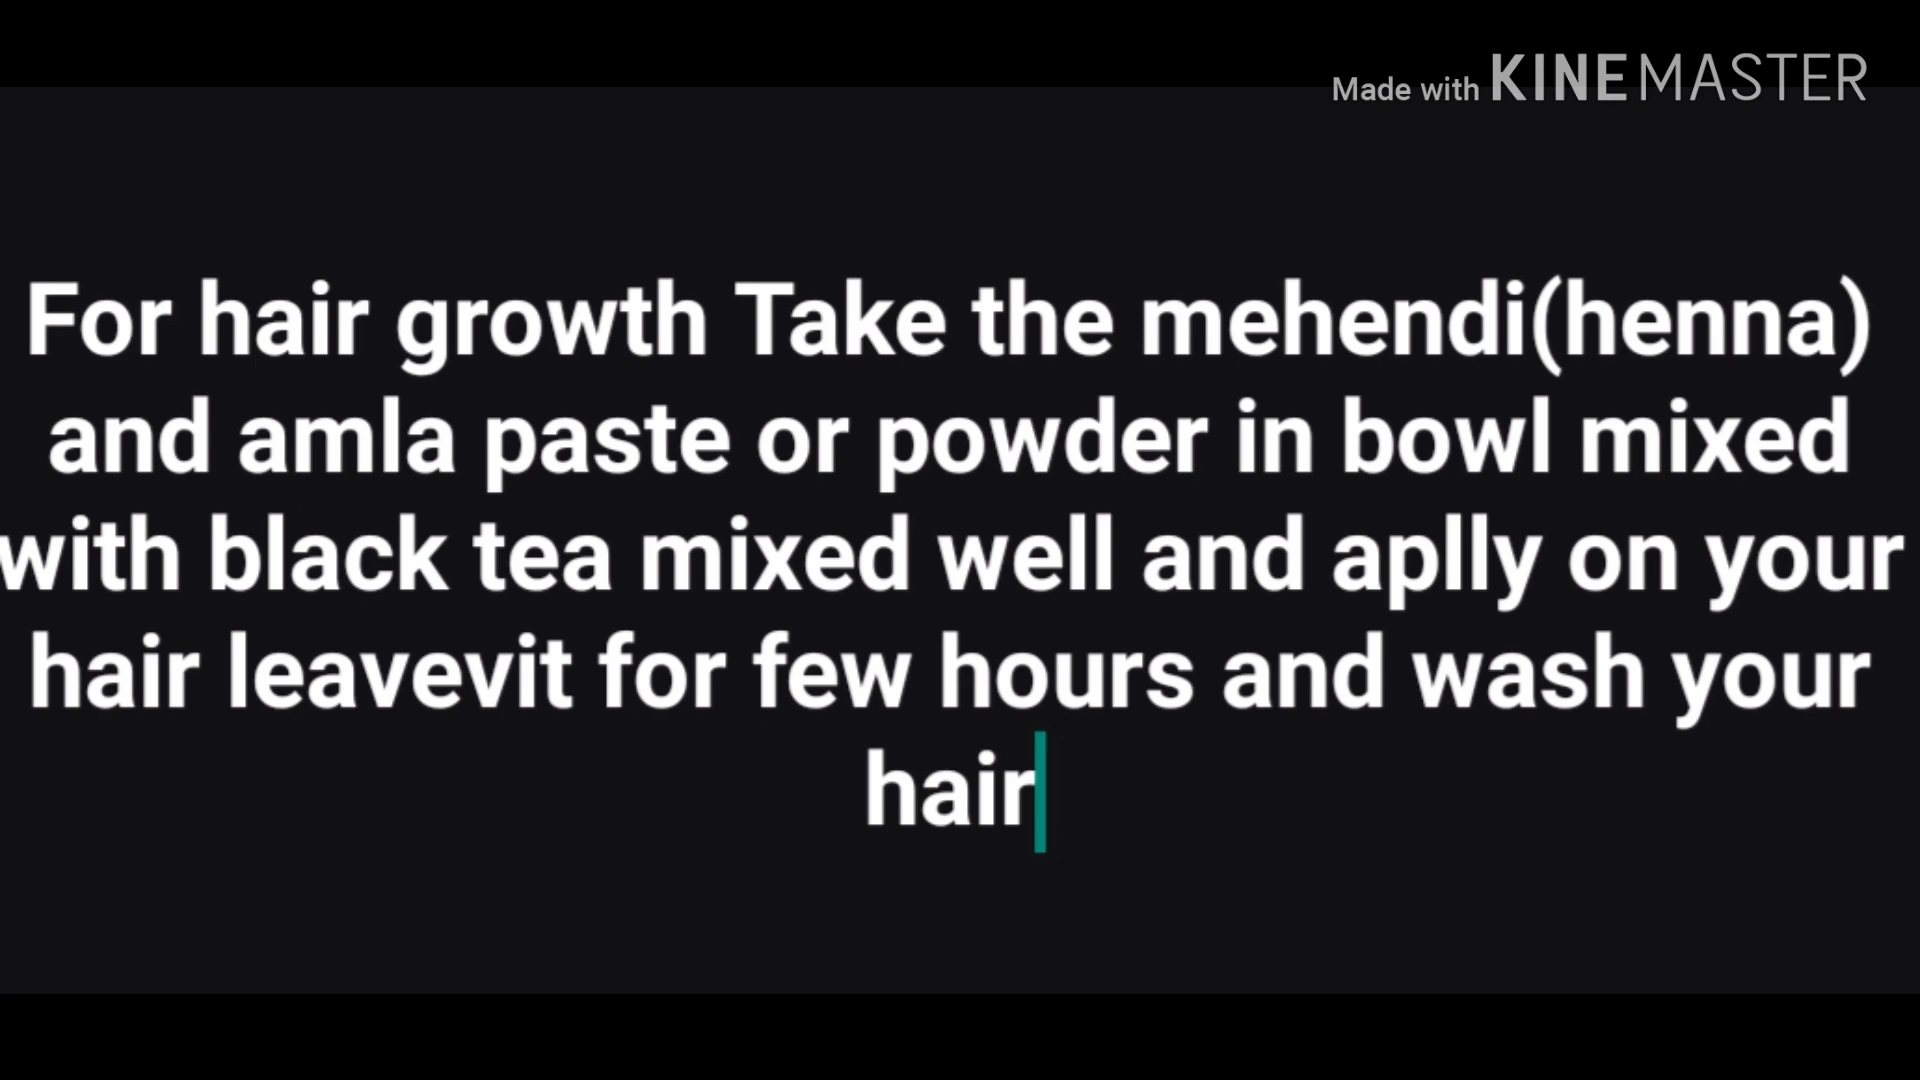 Made with KINEMASTER
For hair growth Take the mehendi(henna)
and amla paste or powder in bowl mixed
with black tea mixed well and aplly on your
hair leavevit for few hours and wash your
hair